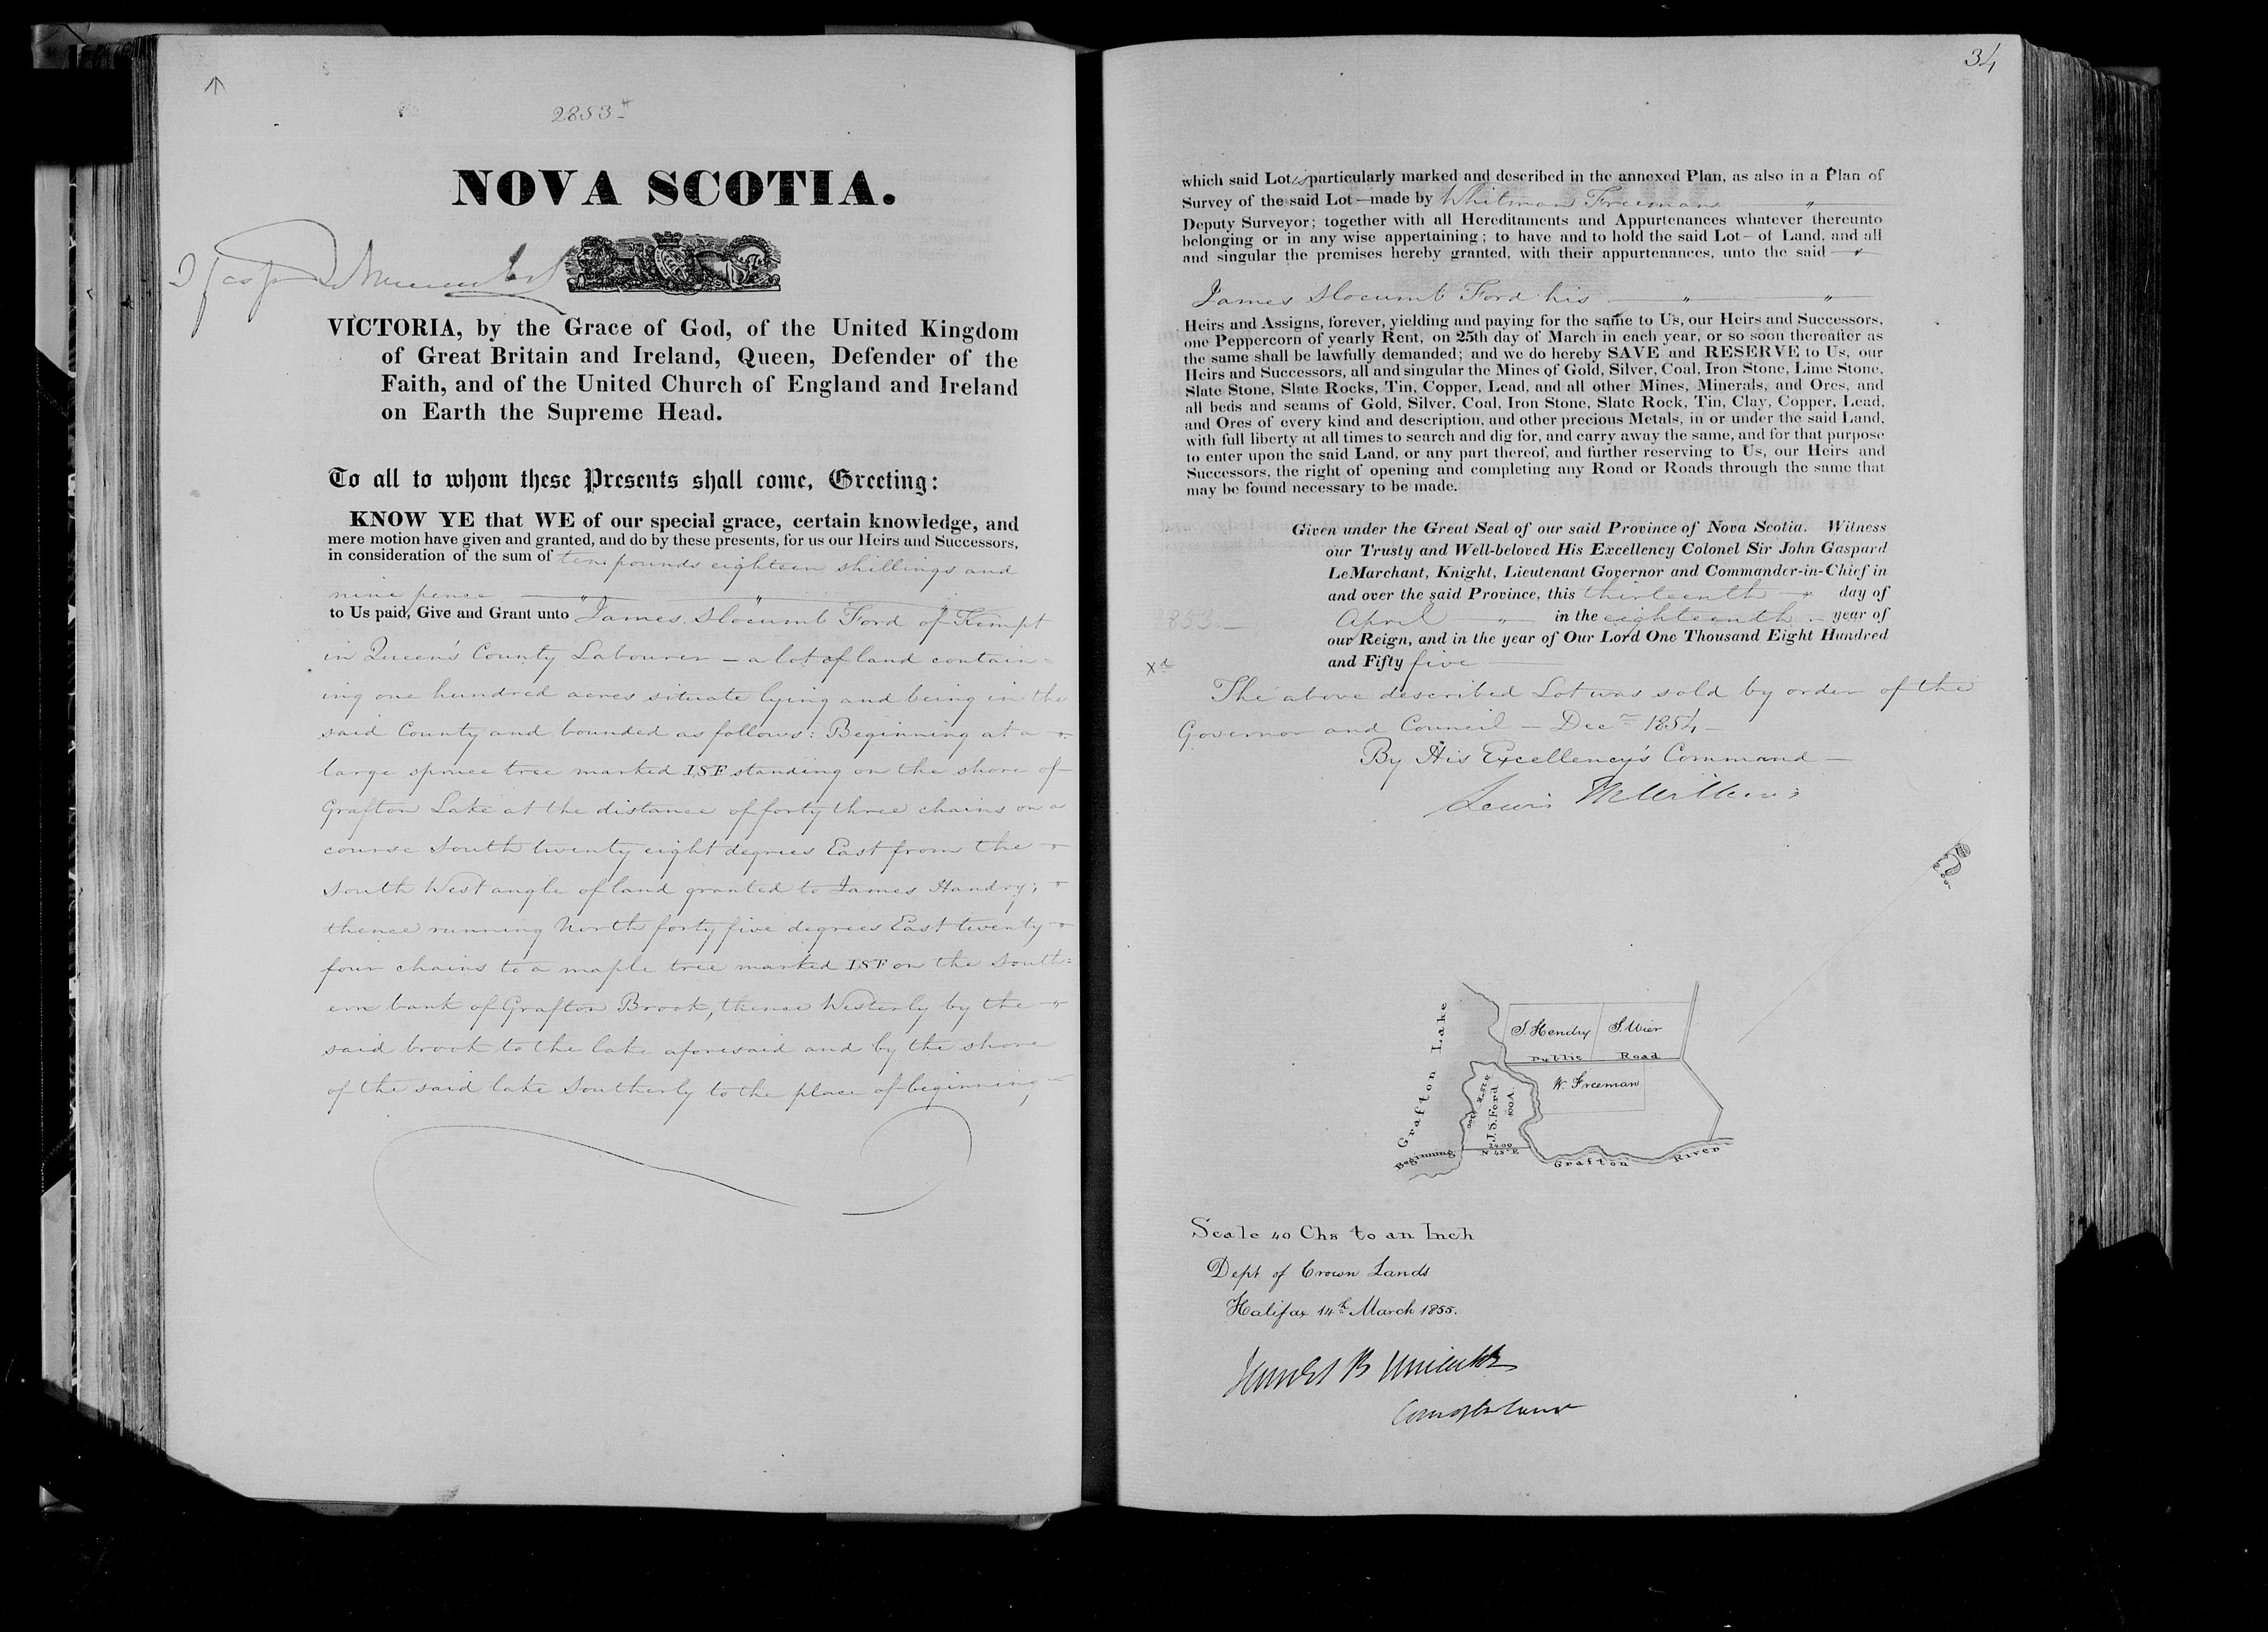 2853
NOVA SCOTIA.
VICTORIA, by the Grace of God, of the United Kingdom
of Great Britain and Ireland, Queen, Defender of the
Faith, and of the United Church of England and Ireland
on Earth the Supreme Head.
To all to whom these Presents shall come, Greeting:
KNOW YE that WE of our special grace, certain knowledge, and
mere motion have given and granted, and do by these presents, for us our Heirs and Successors,
in consideration of the sum of ten pounds eighteen shillings and
nine pence
to Us paid, Give and Grant unto James Slocumb Ford of Kempt
in Queen's County Labourer - a lot of land contain=
ing one hundred acres situate lying and being in the
said County and bounded as follows: Beginning at a
large spruce tree marked ISF standing on the shore of
Grafton Lake at the distance of forty three chains on a
course South twenty eight degrees East from the
South West angle of land granted to James Handry;
thence running North forty five degrees East twenty
four chains to a maple tree marked ISF on the South=
ern bank of Grafton Brook, thence Westerly by the
said brook to the lake aforesaid and by the shore
of the said lake Southerly to the place of beginning
34
which said Lot is particularly marked and described in the annexed Plan, as also in a Plan of
Survey of the said Lot - made by Whitman Freeman
Deputy Surveyor; together with all Hereditaments and Appurtenances whatever thereunto
belonging or in any wise appertaining; to have and to hold the said Lot - of Land, and all
and singular the premises hereby granted, with their appurtenances, unto the said
James Slocumb Ford his
Heirs and Assigns, forever, yielding and paying for the same to Us, our Heirs and Successors,
one Peppercorn of yearly Rent, on 25th day of March in each year, or so soon thereafter as
the same shall be lawfully demanded; and we do hereby SAVE and RESERVE to Us, our
Heirs and Successors, all and singular the Mines of Gold, Silver, Coal, Iron Stone, Lime Stone,
Slate Stone, Slate Rocks, Tin, Copper, Lead, and all other Mines, Minerals, and Ores, and
all beds and seams of Gold, Silver, Coal, Iron Stone, Slate Rock, Tin, Clay, Copper, Lead,
and Ores of every kind and description, and other precious Metals, in or under the said Land,
with full liberty at all times to search and dig for, and carry away the same, and for that purpose
to enter upon the said Land, or any part thereof, and further reserving to Us, our Heirs and
Successors, the right of opening and completing any Road or Roads through the same that
may be found necessary to be made.
Given under the Great Seal of our said Province of Nova Scotia. Witness
our Trusty and Well-beloved His Excellency Colonel Sir John Gaspard
LeMarchant, Knight, Lieutenant Governor and Commander-in-Chief in
and over the said Province, this thirteenth day of
April in the eighteenth year of
our Reign, and in the year of Our Lord One Thousand Eight Hundred
and Fifty five
The above described Lot was sold by order of the
Governor and Council - Decr 1854 -
By His Excellency's Command -
Lewis M Wilkins
Grafton Lake
J. Hendry
J. Wier
Public Road
W. Freeman
J.S. Ford
100 A.
Beginning
24.00
N 45° E
Grafton River
Scale 40 Chs to an Inch
Dept of Crown Lands
Halifax 14th March 1855.